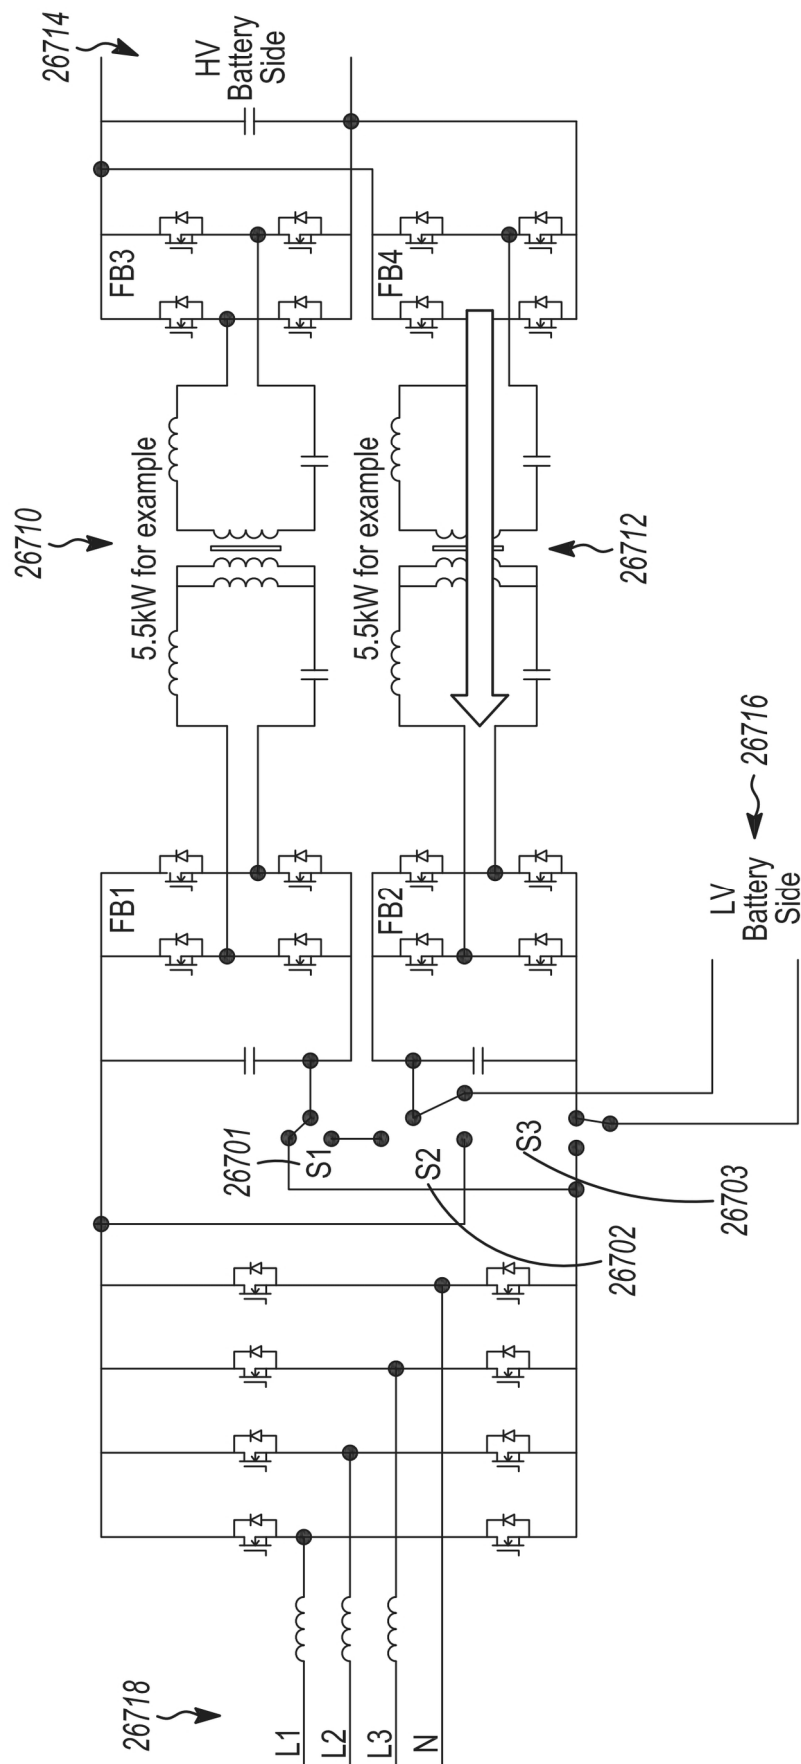 26718
L1
L2
L3
N
26701
S1
26702
S2
26703
S3
FB1
FB2
LV
Battery
Side
26716
26710
5.5kW for example
5.5kW for example
26712
FB3
FB4
26714
HV
Battery
Side